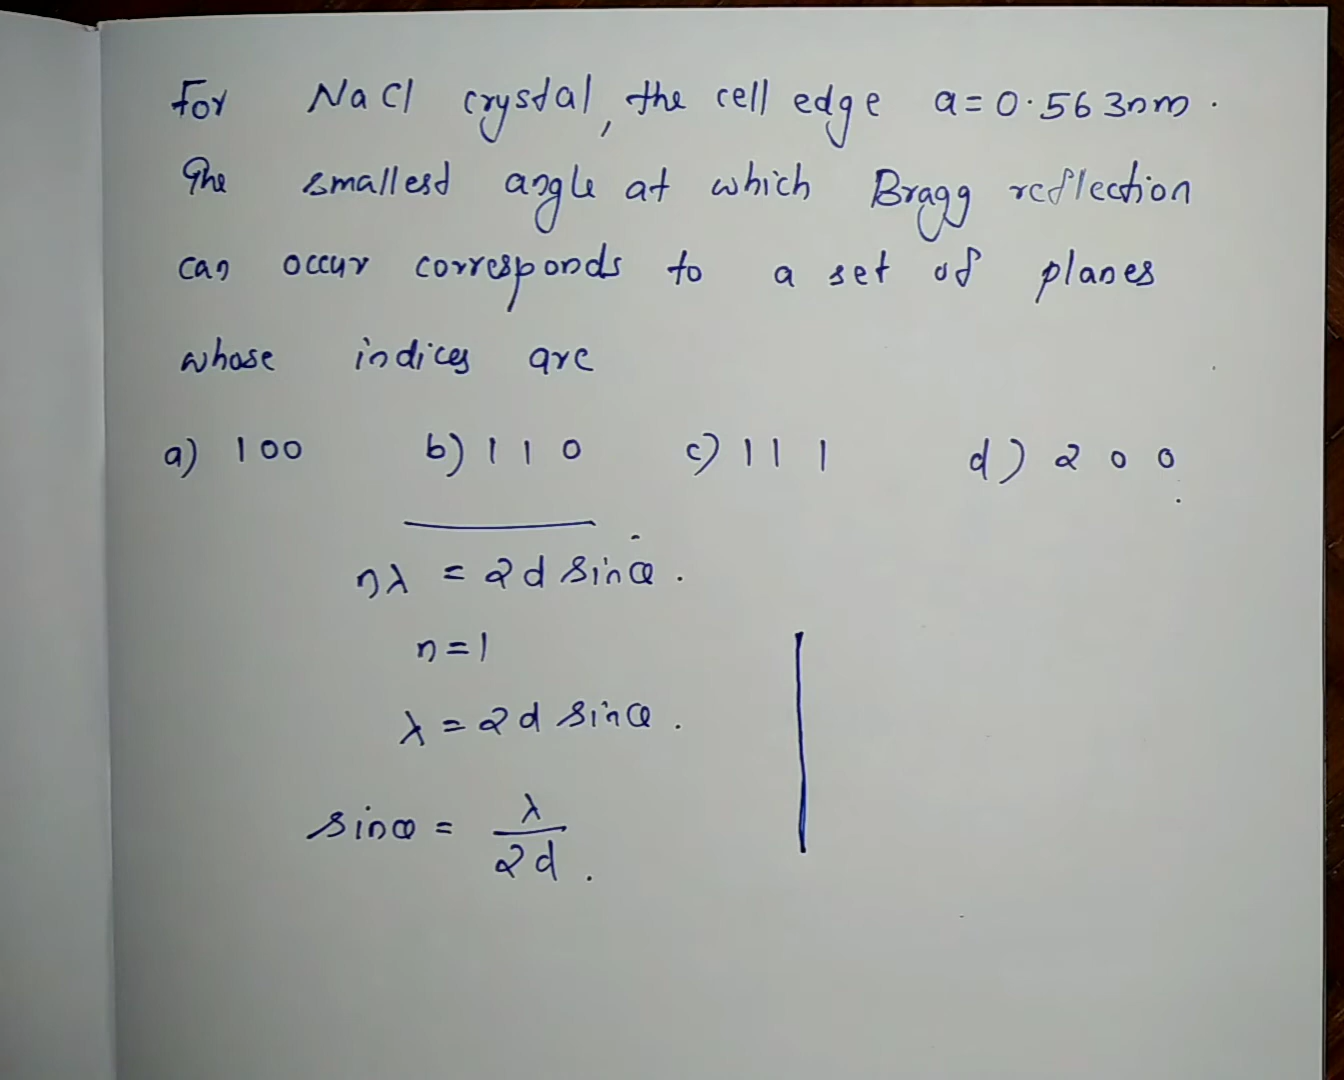 For NaCl crystal, the cell edge a = 0.563nm.
The smallest angle at which Bragg reflection
can occur corresponds to a set of planes
whose indices are
a) 100 b) 110 c) 111 d) 200.
nλ = 2d sinθ.
n=1
λ = 2d sinθ.
sinθ = λ/2d.